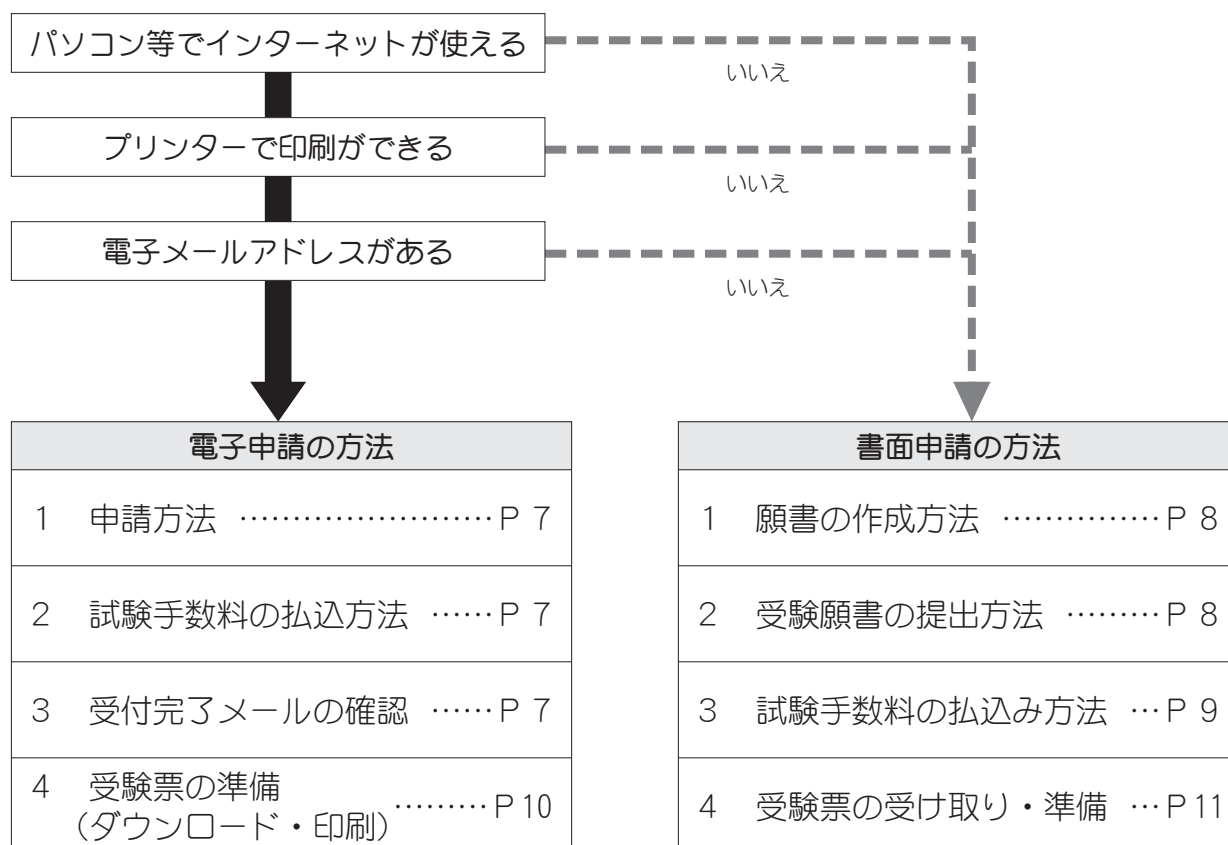 パソコン等でインターネットが使える
いいえ
プリンターで印刷ができる
いいえ
電子メールアドレスがある
いいえ
電子申請の方法
1 申請方法 ……………………P 7
2 試験手数料の払込方法 ……P 7
3 受付完了メールの確認 ……P 7
4 受験票の準備
(ダウンロード・印刷) ………P 10
書面申請の方法
1 願書の作成方法 ……………P 8
2 受験願書の提出方法 ………P 8
3 試験手数料の払込み方法 …P 9
4 受験票の受け取り・準備 …P 11